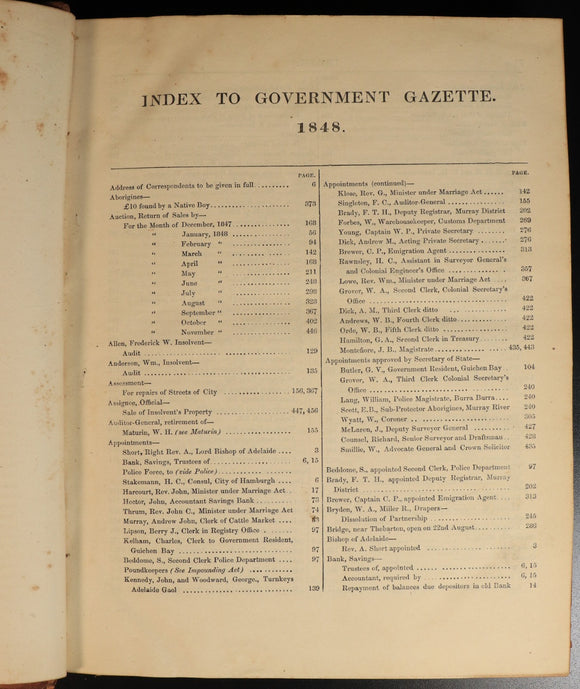 INDEX TO GOVERNMENT GAZETTE.
1848.
PAGE.
Address of Correspondents to be given in full .......... 6
Aborigines—
£10 found by a Native Boy .......... 373
Auction, Return of Sales by—
For the Month of December, 1847 .......... 168
" January, 1848 .......... 56
" February " .......... 94
" March " .......... 142
" April " .......... 168
" May " .......... 211
" June " .......... 240
" July " .......... 298
" August " .......... 323
" September " .......... 367
" October " .......... 402
" November " .......... 446
Allen, Frederick W. Insolvent—
Audit .......... 129
Anderson, Wm., Insolvent—
Audit .......... 135
Assessment—
For repairs of Streets of City .......... 156, 367
Assignee, Official—
Sale of Insolvent's Property .......... 447, 456
Auditor-General, retirement of—
Maturin, W. H. (see Maturin) .......... 155
Appointments—
Short, Right Rev. A., Lord Bishop of Adelaide .... 3
Bank, Savings, Trustees of .......... 6, 15
Police Force, to (vide Police) ..........
Stakemann, H. C., Consul, City of Hamburg .... 6
Harcourt, Rev. John, Minister under Marriage Act .. 17
Hector, John, Accountant Savings Bank .......... 73
Thrum, Rev. John C., Minister under Marriage Act 74
Murray, Andrew John, Clerk of Cattle Market ....
Lipson, Berry J., Clerk in Registry Office .......... 97
Kelham, Charles, Clerk to Government Resident,
Guichen Bay .......... 97
Beddome, S., Second Clerk Police Department .... 97
Poundkeepers (See Impounding Act) ..........
Kennedy, John, and Woodward, George, Turnkeys
Adelaide Gaol .......... 139
PAGE.
Appointments (continued)—
Klose, Rev. G., Minister under Marriage Act ...... 142
Singleton, F. C., Auditor-General .......... 155
Brady, F. T. H., Deputy Registrar, Murray District 202
Forbes, W., Warehousekeeper, Customs Department 269
Young, Captain W. P., Private Secretary .......... 276
Dick, Andrew M., Acting Private Secretary ...... 276
Brewer, C. P., Emigration Agent .......... 313
Rawnsley, H. C., Assistant in Surveyor General's
and Colonial Engineer's Office .......... 357
Lowe, Rev. Wm., Minister under Marriage Act .... 367
Grover, W. A., Second Clerk, Colonial Secretary's
Office .......... 422
Dick, A. M., Third Clerk ditto .......... 422
Andrews, W. B., Fourth Clerk ditto .......... 422
Orde, W. B., Fifth Clerk ditto .......... 422
Hamilton, G. A., Second Clerk in Treasury ...... 422
Montefiore, J. B., Magistrate .......... 435, 443
Appointments approved by Secretary of State—
Butler, G. V., Government Resident, Guichen Bay .. 104
Grover, W. A., Third Clerk Colonial Secretary's
Office .......... 240
Lang, William, Police Magistrate, Burra Burra .... 240
Scott, E.B., Sub-Protector Aborigines, Murray River 240
Wyatt, W., Coroner .......... 305
McLaren, J., Deputy Surveyor General .......... 427
Counsel, Richard, Senior Surveyor and Draftsman .. 428
Smillie, W., Advocate General and Crown Solicitor 435
Beddome, S., appointed Second Clerk, Police Department 97
Brady, F. T. H., appointed Deputy Registrar, Murray
District .......... 202
Brewer, Captain C. P., appointed Emigration Agent .... 313
Bryden, W. A., Miller R., Drapers—
Dissolution of Partnership .......... 245
Bridge, near Thebarton, open on 22nd August .......... 286
Bishop of Adelaide—
Rev. A. Short appointed .......... 3
Bank, Savings—
Trustees of, appointed .......... 6, 15
Accountant, required by .......... 6, 15
Repayment of balances due depositors in old Bank 14